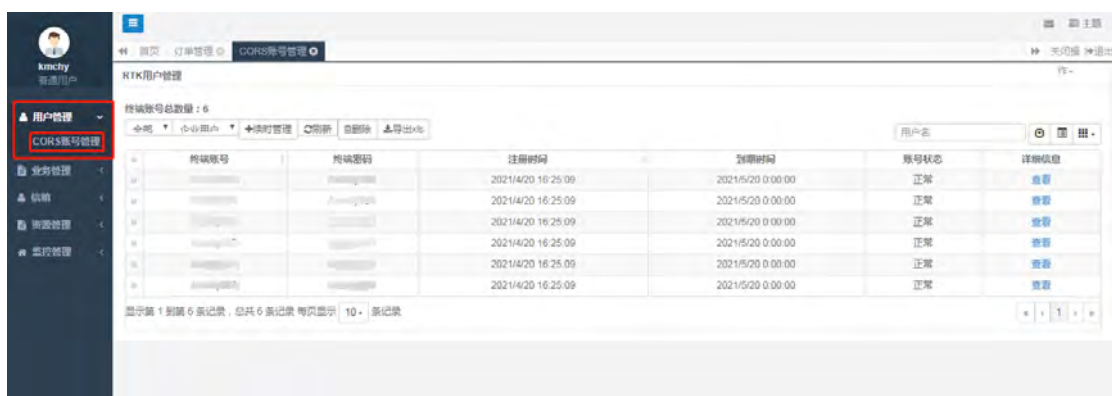 主题
首页 订单管理 CORS账号管理
关闭操作 退出
kmchy
普通用户
RTK用户管理
用户管理
CORS账号管理
业务管理
信箱
资源管理
监控管理
终端账号总数量：6
全部 企业用户 续时管理 刷新 删除 导出xls
用户名
终端账号 终端密码 注册时间 到期时间 账号状态 详细信息
2021/4/20 16:25:09 2021/5/20 0:00:00 正常 查看
2021/4/20 16:25:09 2021/5/20 0:00:00 正常 查看
2021/4/20 16:25:09 2021/5/20 0:00:00 正常 查看
2021/4/20 16:25:09 2021/5/20 0:00:00 正常 查看
2021/4/20 16:25:09 2021/5/20 0:00:00 正常 查看
2021/4/20 16:25:09 2021/5/20 0:00:00 正常 查看
显示第 1 到第 6 条记录，总共 6 条记录 每页显示 10 条记录
« ‹ 1 › »